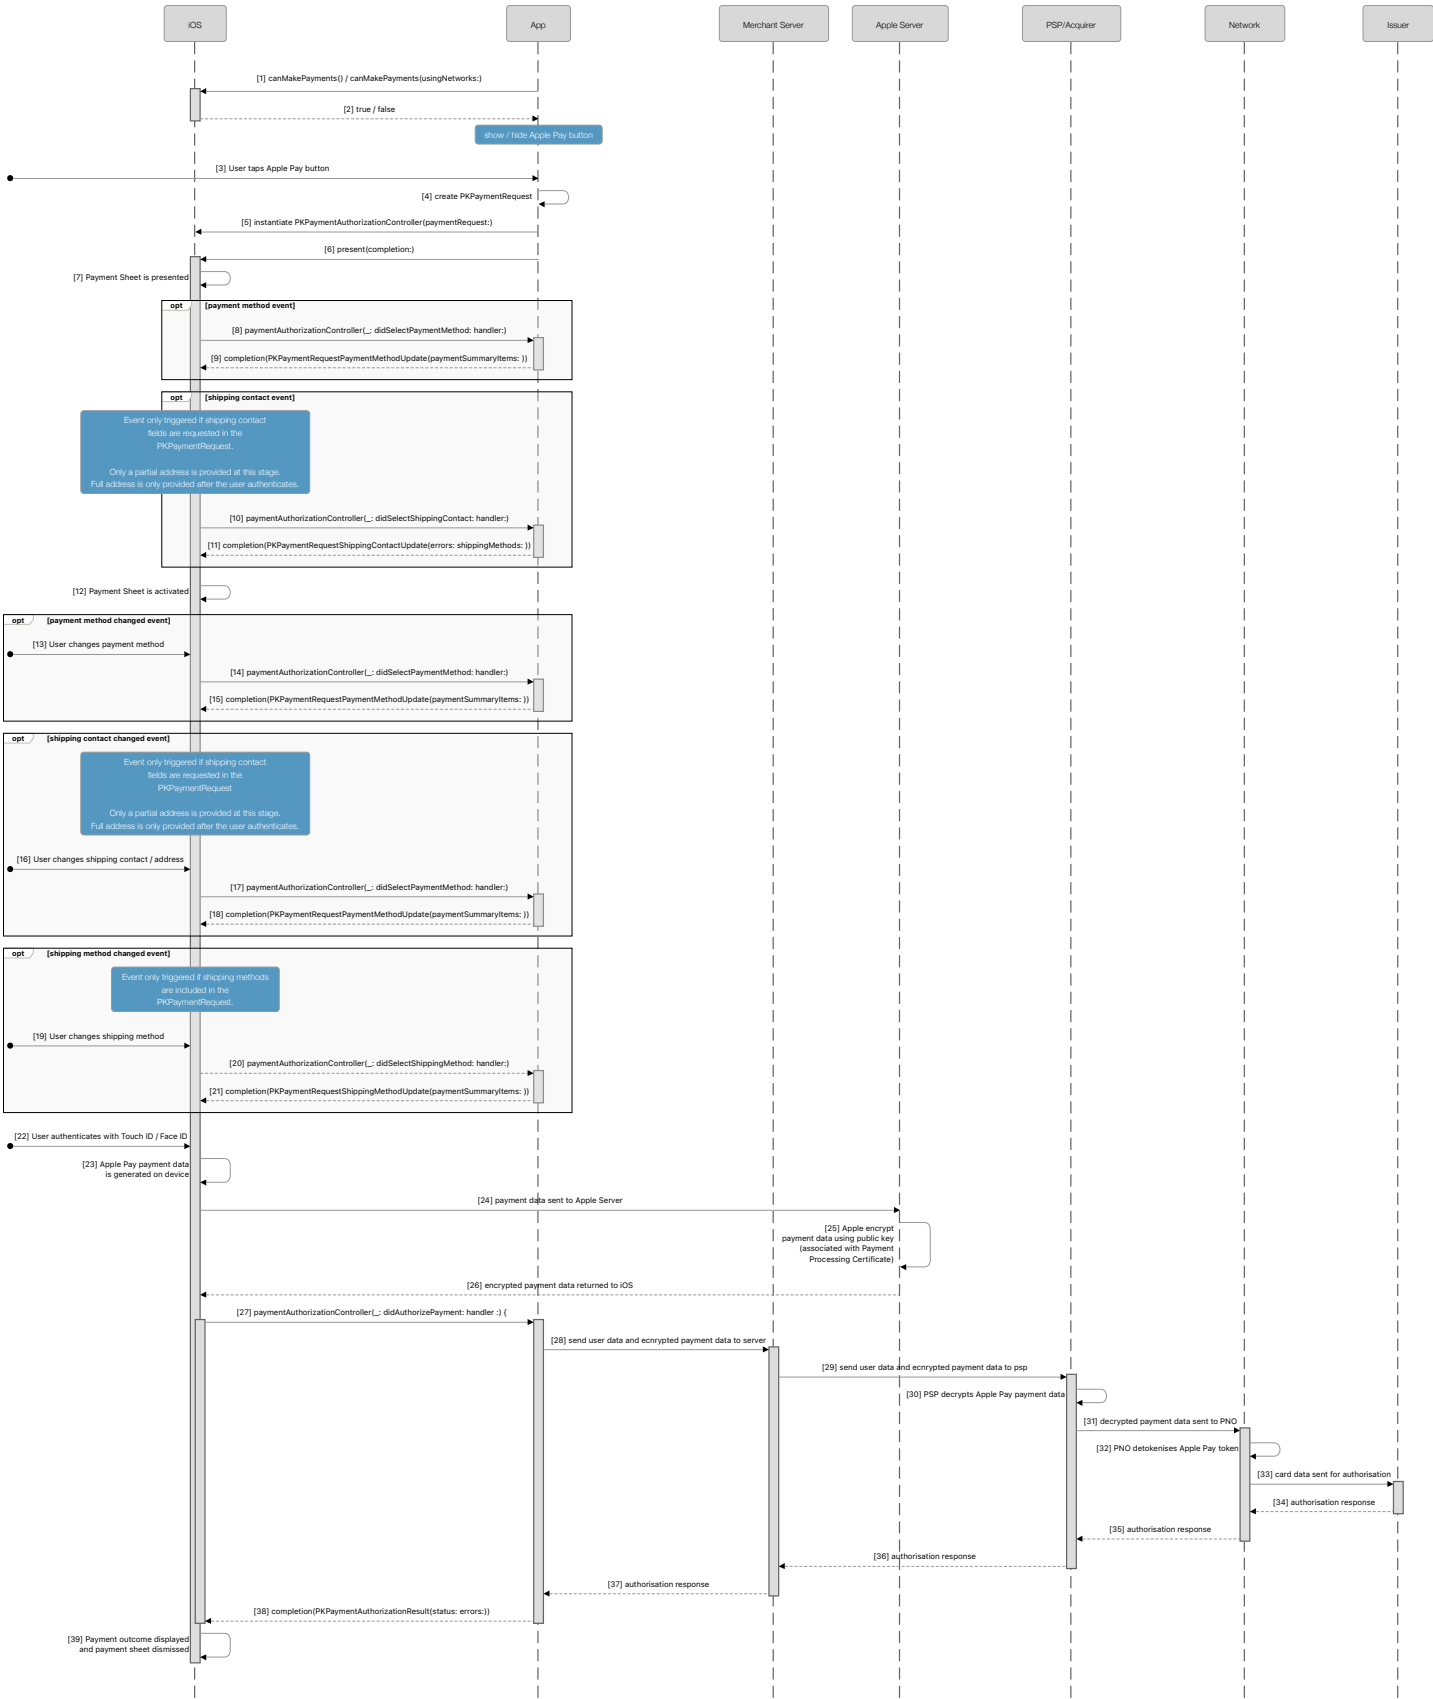 iOS
App
Merchant Server
Apple Server
PSP/Acquirer
Network
Issuer
[1] canMakePayments() / canMakePayments(usingNetworks:)
[2] true / false
show / hide Apple Pay button
[3] User taps Apple Pay button
[4] create PKPaymentRequest
[5] instantiate PKPaymentAuthorizationController(paymentRequest:)
[6] present(completion:)
[7] Payment Sheet is presented
opt
[payment method event]
[8] paymentAuthorizationController(_: didSelectPaymentMethod: handler:)
[9] completion(PKPaymentRequestPaymentMethodUpdate(paymentSummaryItems: ))
opt
[shipping contact event]
Event only triggered if shipping contact
fields are requested in the
PKPaymentRequest.
Only a partial address is provided at this stage.
Full address is only provided after the user authenticates.
[10] paymentAuthorizationController(_: didSelectShippingContact: handler:)
[11] completion(PKPaymentRequestShippingContactUpdate(errors: shippingMethods: ))
[12] Payment Sheet is activated
opt
[payment method changed event]
[13] User changes payment method
[14] paymentAuthorizationController(_: didSelectPaymentMethod: handler:)
[15] completion(PKPaymentRequestPaymentMethodUpdate(paymentSummaryItems: ))
opt
[shipping contact changed event]
Event only triggered if shipping contact
fields are requested in the
PKPaymentRequest
Only a partial address is provided at this stage.
Full address is only provided after the user authenticates.
[16] User changes shipping contact / address
[17] paymentAuthorizationController(_: didSelectPaymentMethod: handler:)
[18] completion(PKPaymentRequestPaymentMethodUpdate(paymentSummaryItems: ))
opt
[shipping method changed event]
Event only triggered if shipping methods
are included in the
PKPaymentRequest.
[19] User changes shipping method
[20] paymentAuthorizationController(_: didSelectShippingMethod: handler:)
[21] completion(PKPaymentRequestShippingMethodUpdate(paymentSummaryItems: ))
[22] User authenticates with Touch ID / Face ID
[23] Apple Pay payment data
is generated on device
[24] payment data sent to Apple Server
[25] Apple encrypt
payment data using public key
(associated with Payment
Processing Certificate)
[26] encrypted payment data returned to iOS
[27] paymentAuthorizationController(_: didAuthorizePayment: handler :) {
[28] send user data and ecnrypted payment data to server
[29] send user data and ecnrypted payment data to psp
[30] PSP decrypts Apple Pay payment data
[31] decrypted payment data sent to PNO
[32] PNO detokenises Apple Pay token
[33] card data sent for authorisation
[34] authorisation response
[35] authorisation response
[36] authorisation response
[37] authorisation response
[38] completion(PKPaymentAuthorizationResult(status: errors:))
[39] Payment outcome displayed
and payment sheet dismissed